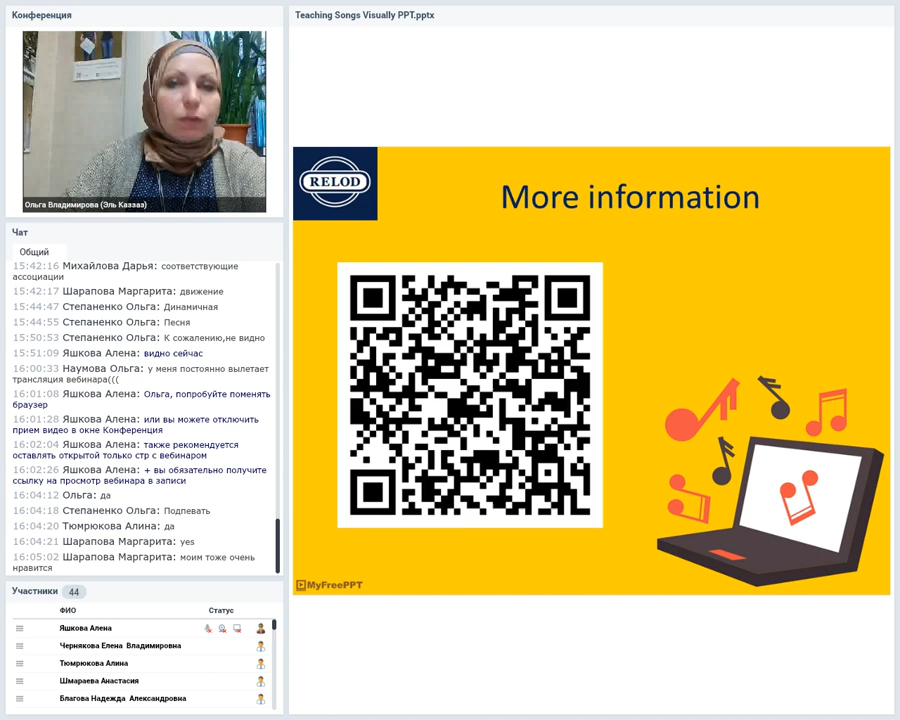 Конференция
Ольга Владимирова (Эль Каззаз)
Чат
Общий
15:42:16 Михайлова Дарья: соответствующие
ассоциации
15:42:17 Шарапова Маргарита: движение
15:44:47 Степаненко Ольга: Динамичная
15:44:55 Степаненко Ольга: Песня
15:50:53 Степаненко Ольга: К сожалению,не видно
15:51:09 Яшкова Алена: видно сейчас
16:00:33 Наумова Ольга: у меня постоянно вылетает
трансляция вебинара(((
16:01:08 Яшкова Алена: Ольга, попробуйте поменять
браузер
16:01:28 Яшкова Алена: или вы можете отключить
прием видео в окне Конференция
16:02:04 Яшкова Алена: также рекомендуется
оставлять открытой только стр с вебинаром
16:02:26 Яшкова Алена: + вы обязательно получите
ссылку на просмотр вебинара в записи
16:04:12 Ольга: да
16:04:18 Степаненко Ольга: Подпевать
16:04:20 Тюмрюкова Алина: да
16:04:21 Шарапова Маргарита: yes
16:05:02 Шарапова Маргарита: моим тоже очень
нравится
Участники 44
ФИО Статус
Яшкова Алена
Чернякова Елена Владимировна
Тюмрюкова Алина
Шмараева Анастасия
Благова Надежда Александровна
Teaching Songs Visually PPT.pptx
RELOD
More information
MyFreePPT